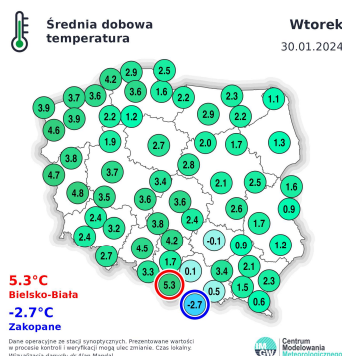 Średnia dobowa
temperatura
Wtorek
30.01.2024
2.9 2.5
4.2
3.7 3.6 3.6 1.6 2.2 2.3 1.1
3.9
3.9 2.2 1.2 2.9 2.2
4.6
1.9 2.7 2.0 1.7 1.3
3.8 2.8
4.7 3.7 3.4 2.1 2.5 1.6
4.8 3.5 3.6 3.6 2.6 0.9
2.4 3.2 3.8 2.4 1.7
2.4 4.5 4.2 -0.1 0.9 1.2
2.7 1.7
3.3 0.1 3.4 2.1
5.3 0.5 1.5 2.3
-2.7 0.6
5.3°C
Bielsko-Biała
-2.7°C
Zakopane
Dane operacyjne ze stacji synoptycznych. Prezentowane wartości
w procesie kontroli i weryfikacji mogą ulec zmianie. Czas lokalny.
IM
GW
Centrum
Modelowania
Meteorologicznego